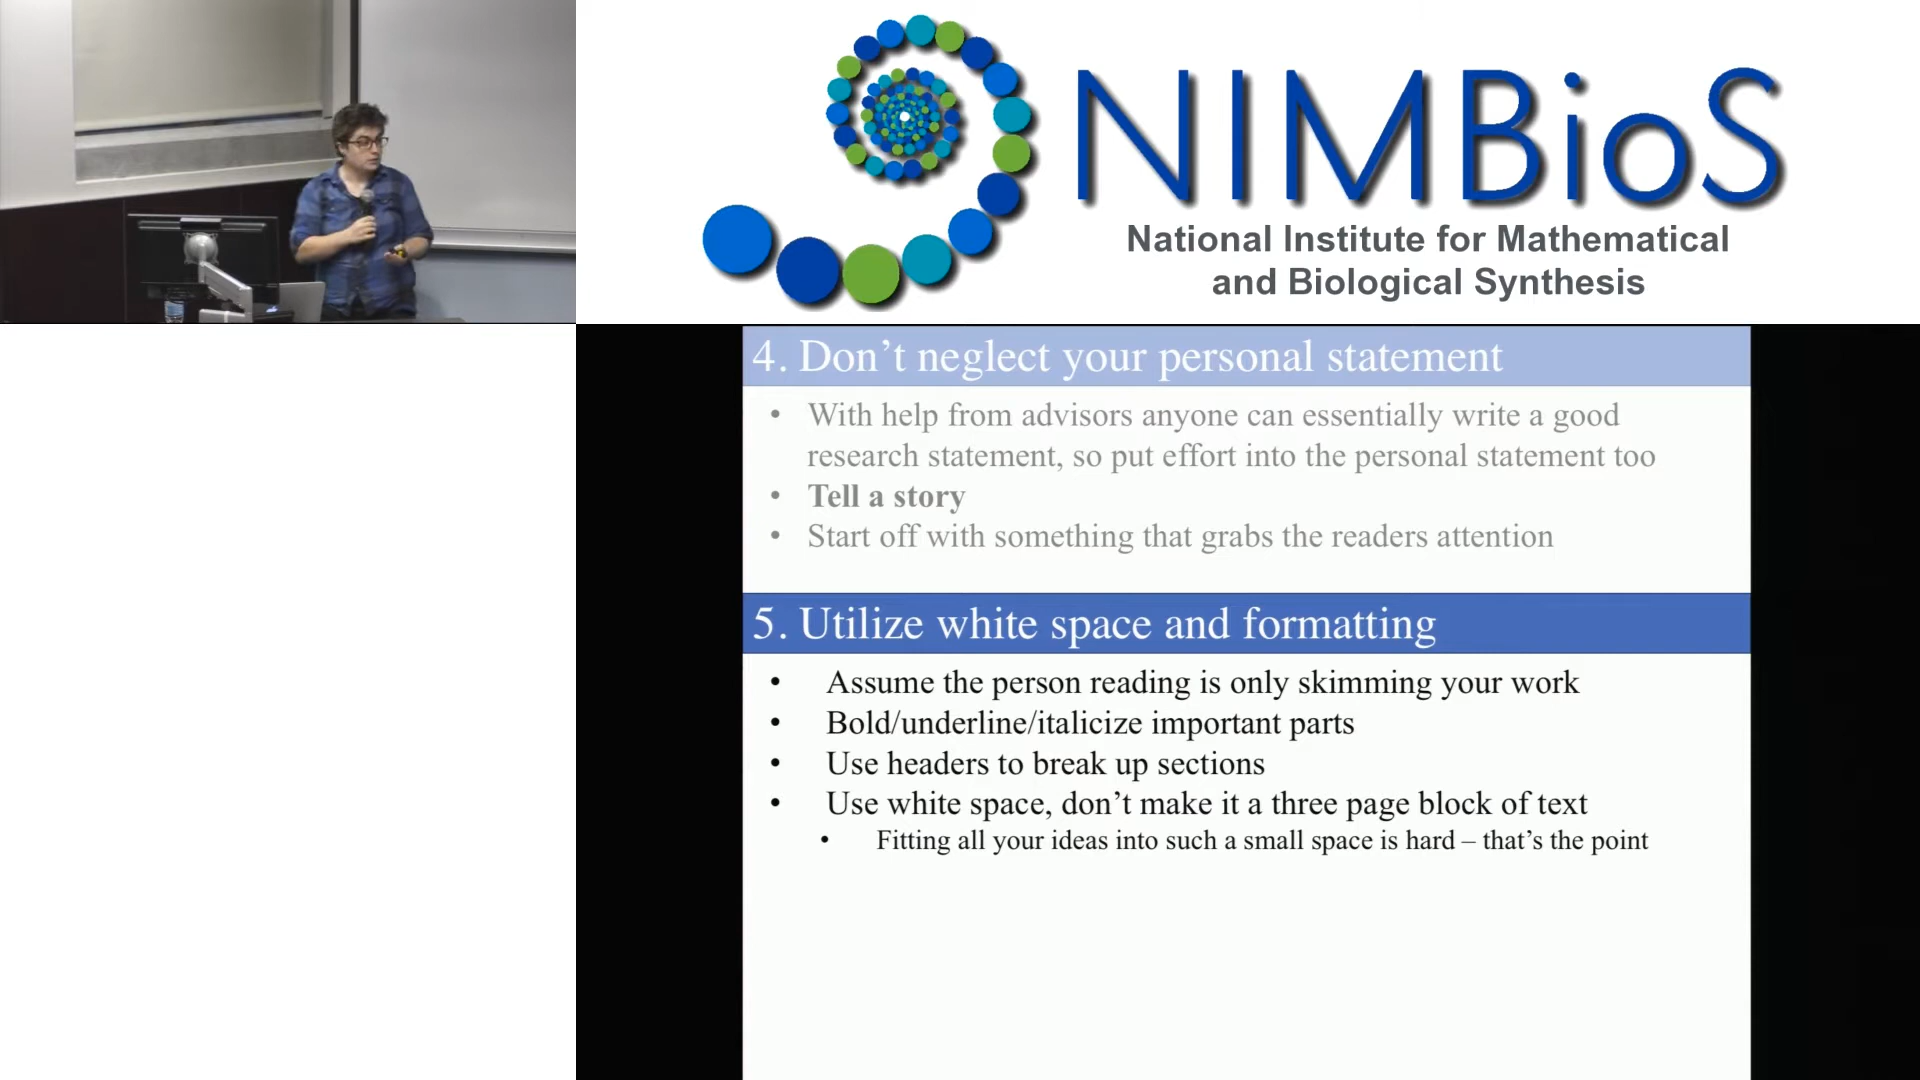 NIMBioS
National Institute for Mathematical
and Biological Synthesis
4. Don’t neglect your personal statement
• With help from advisors anyone can essentially write a good
research statement, so put effort into the personal statement too
• Tell a story
• Start off with something that grabs the readers attention
5. Utilize white space and formatting
• Assume the person reading is only skimming your work
• Bold/underline/italicize important parts
• Use headers to break up sections
• Use white space, don’t make it a three page block of text
• Fitting all your ideas into such a small space is hard – that’s the point